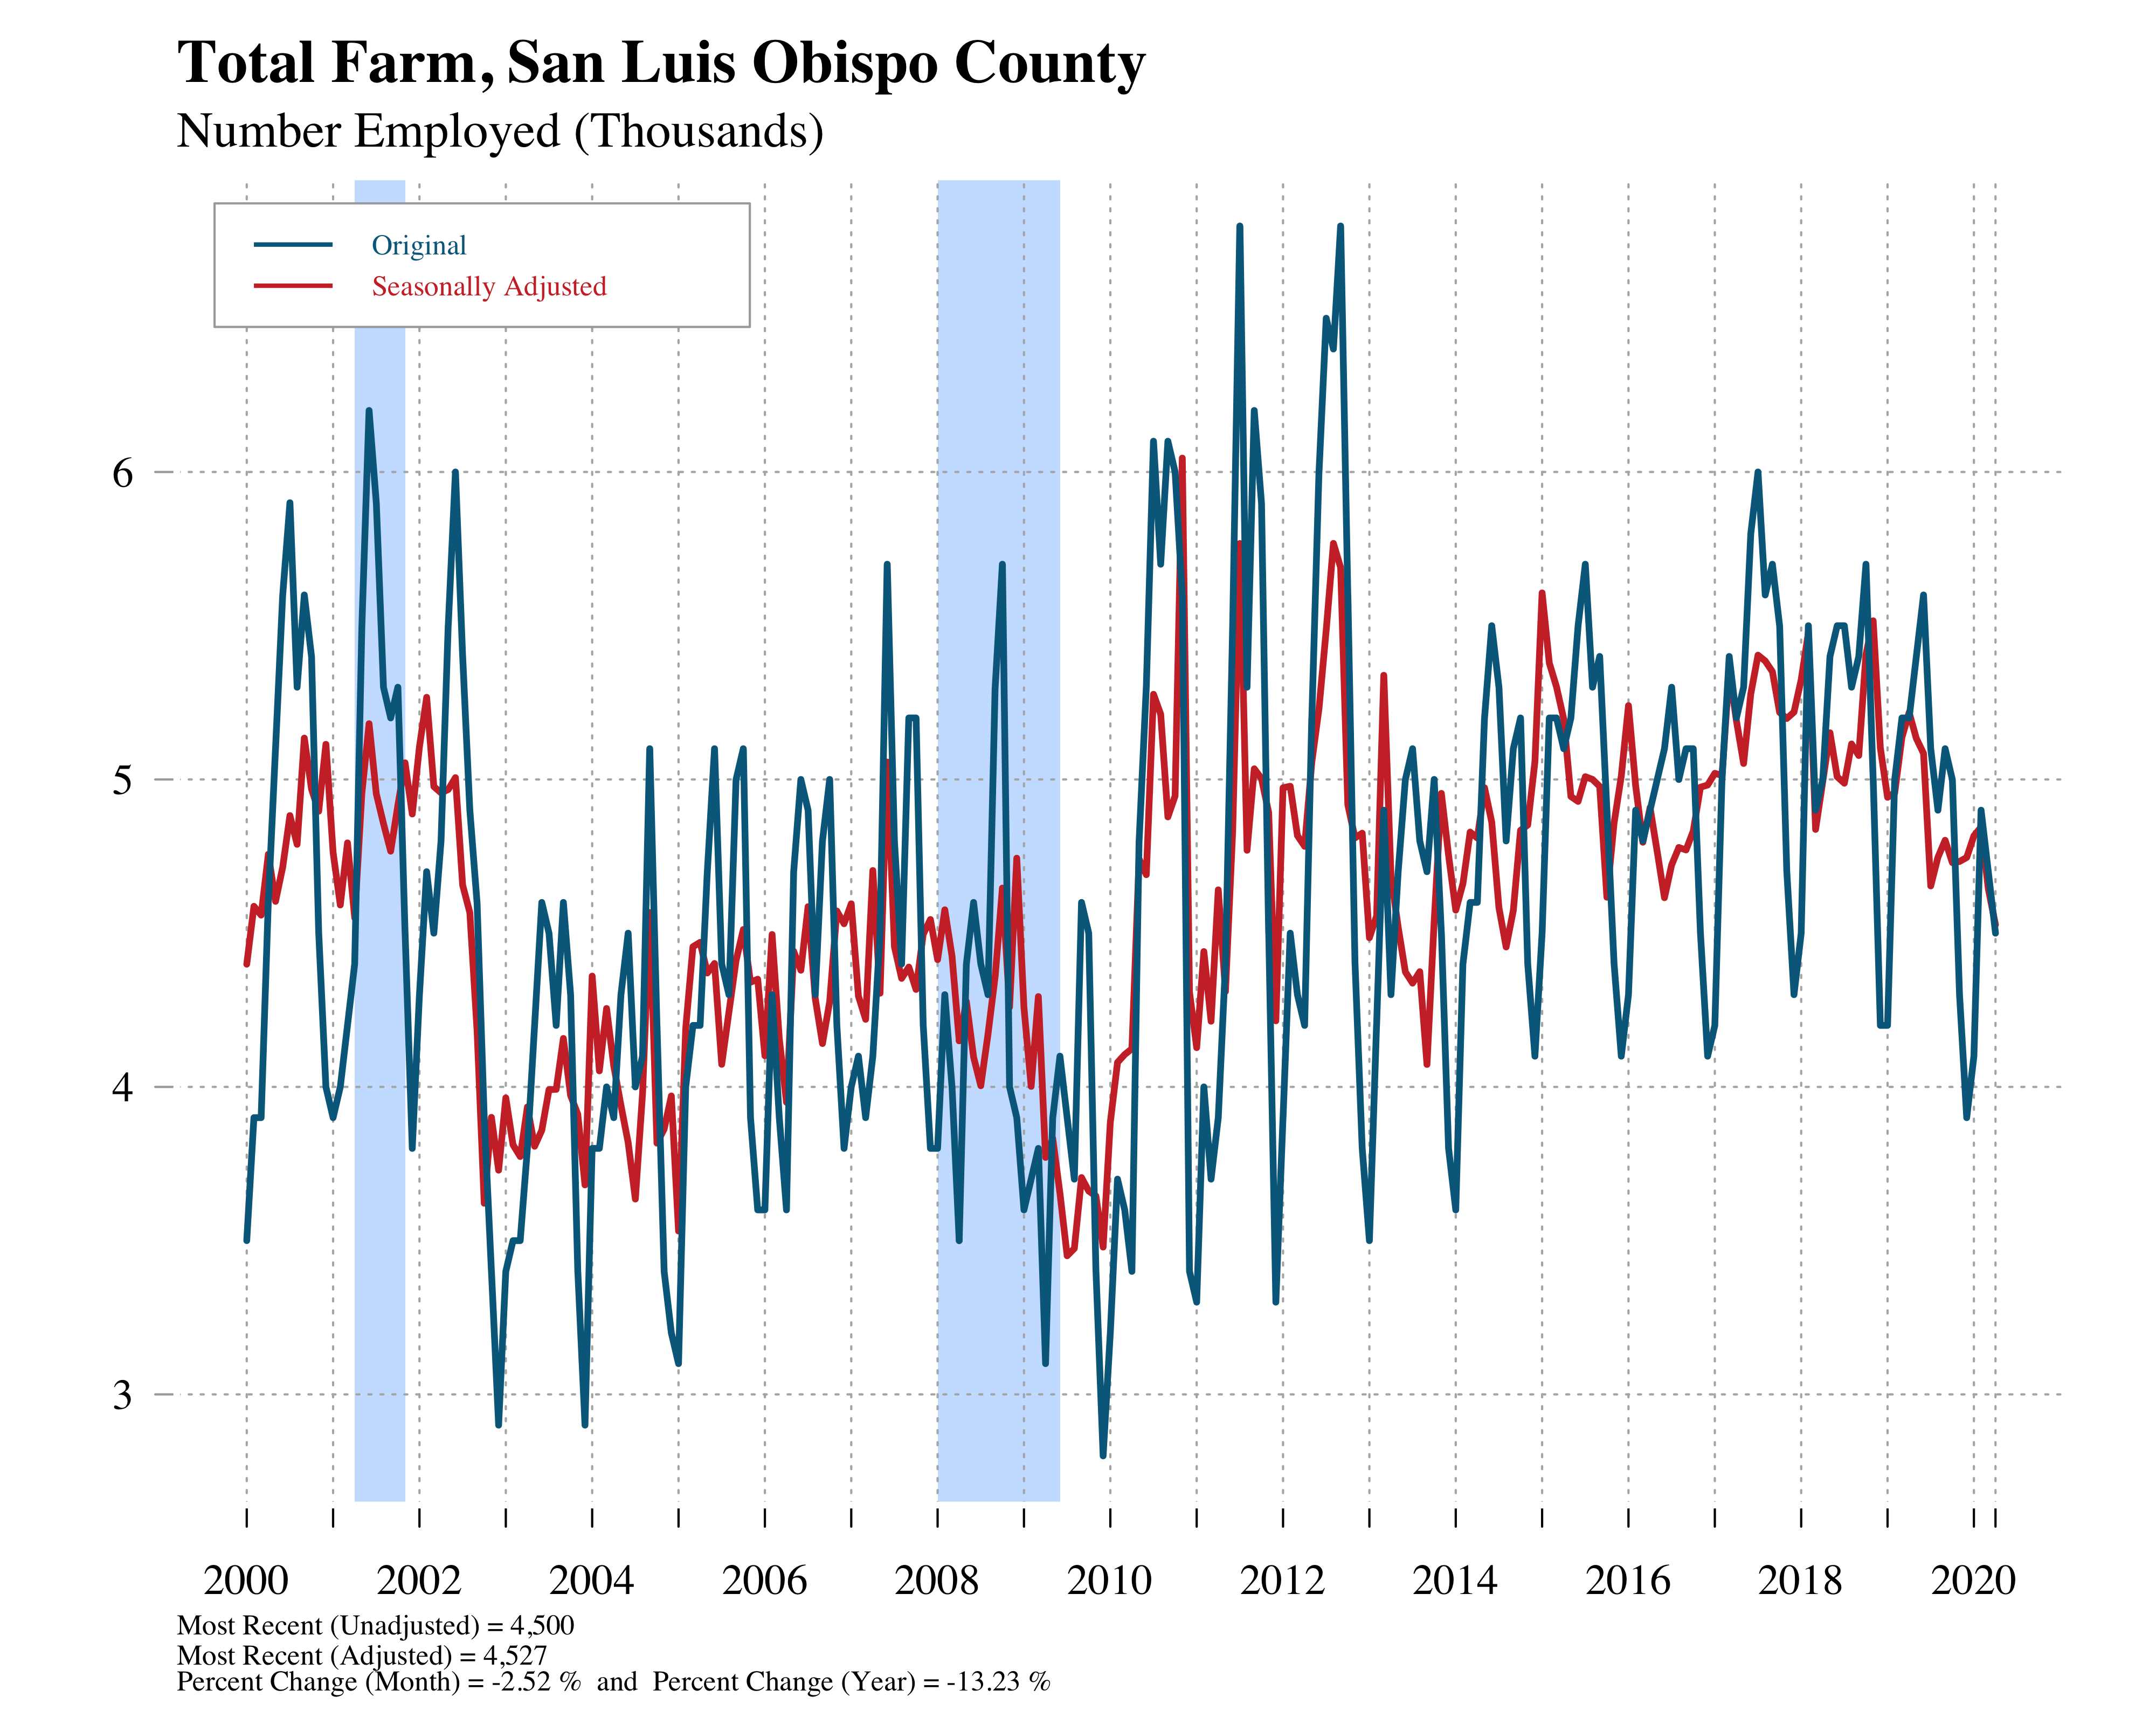 Total Farm, San Luis Obispo County
Number Employed (Thousands)
Original
Seasonally Adjusted
6
5
4
3
2000 2002 2004 2006 2008 2010 2012 2014 2016 2018 2020
Most Recent (Unadjusted) = 4,500
Most Recent (Adjusted) = 4,527
Percent Change (Month) = -2.52 % and Percent Change (Year) = -13.23 %